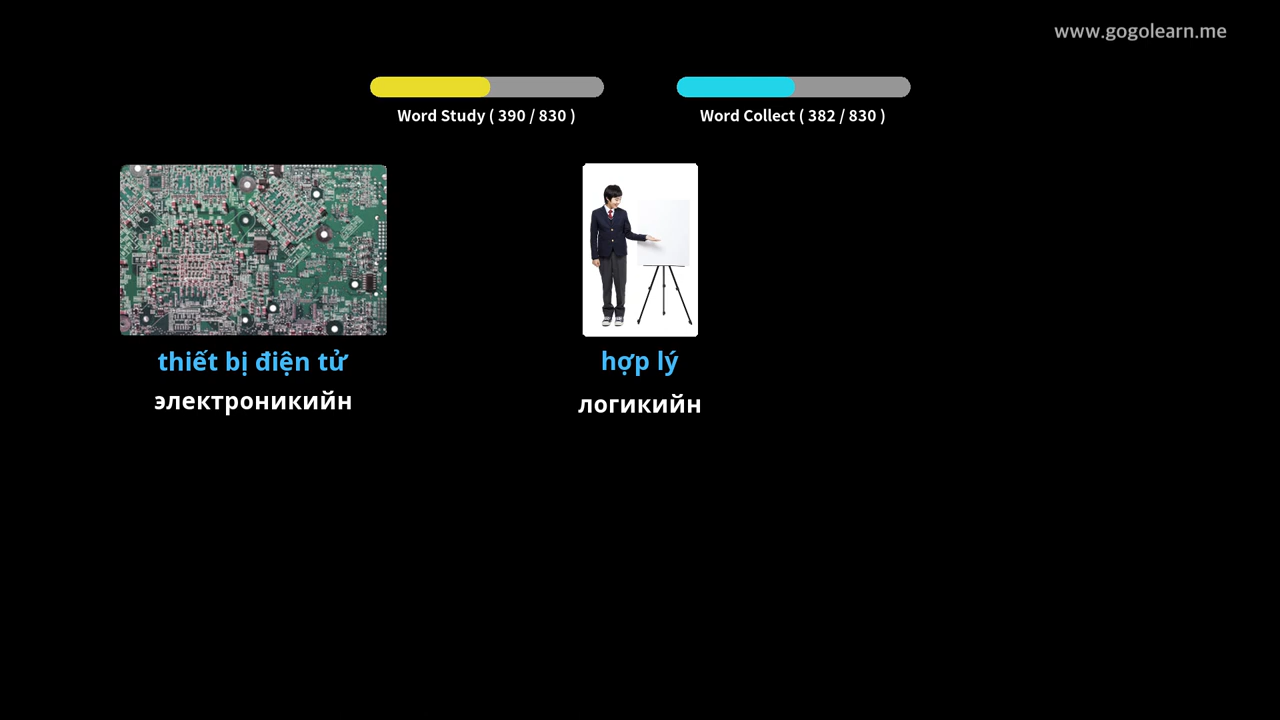 www.gogolearn.me
Word Study ( 390 / 830 )
Word Collect ( 382 / 830 )
thiết bị điện tử
электроникийн
hợp lý
логикийн